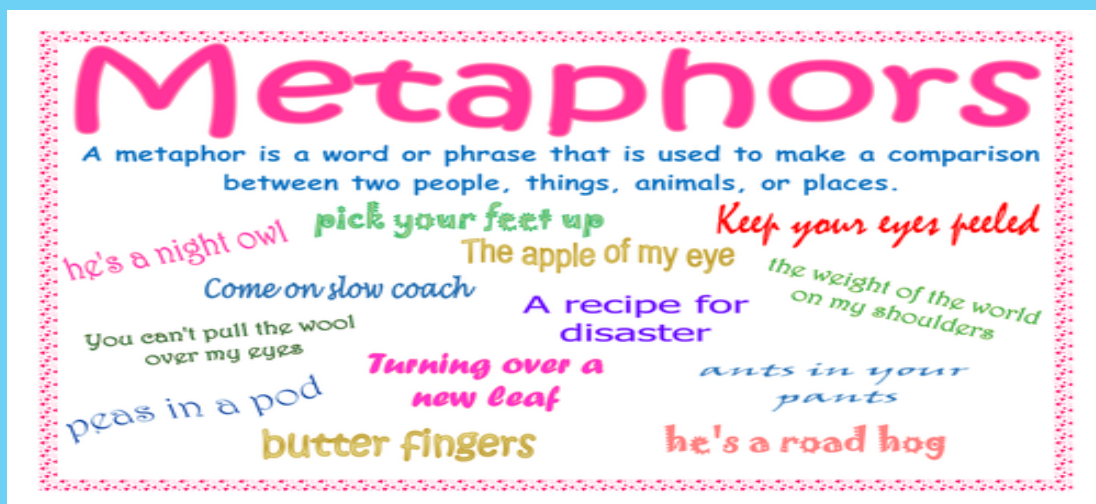 Metaphors
A metaphor is a word or phrase that is used to make a comparison
between two people, things, animals, or places.
he's a night owl
pick your feet up
Keep your eyes peeled
The apple of my eye
Come on slow coach
the weight of the world
on my shoulders
A recipe for
disaster
You can't pull the wool
over my eyes
Turning over a
new leaf
ants in your
pants
peas in a pod
butter fingers
he's a road hog